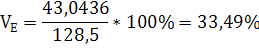 V_E = 43,0436 / 128,5 * 100% = 33,49%